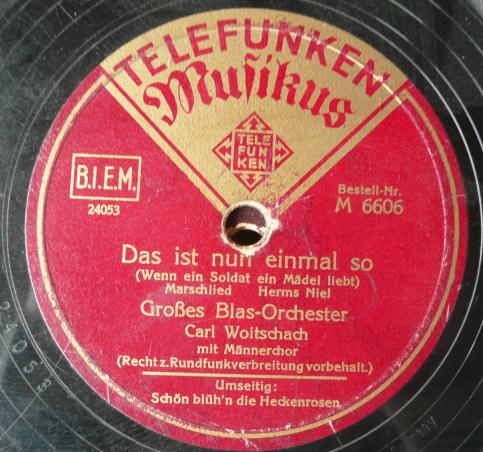 TELEFUNKEN
Musikus
TELE
FUN
KEN
B.I.E.M.
24053
Bestell-Nr.
M 6606
Das ist nun einmal so
(Wenn ein Soldat ein Mädel liebt)
Marschlied Herms Niel
Großes Blas-Orchester
Carl Woitschach
mit Männerchor
(Recht z. Rundfunkverbreitung vorbehalt.)
Umseitig:
Schön blüh'n die Heckenrosen